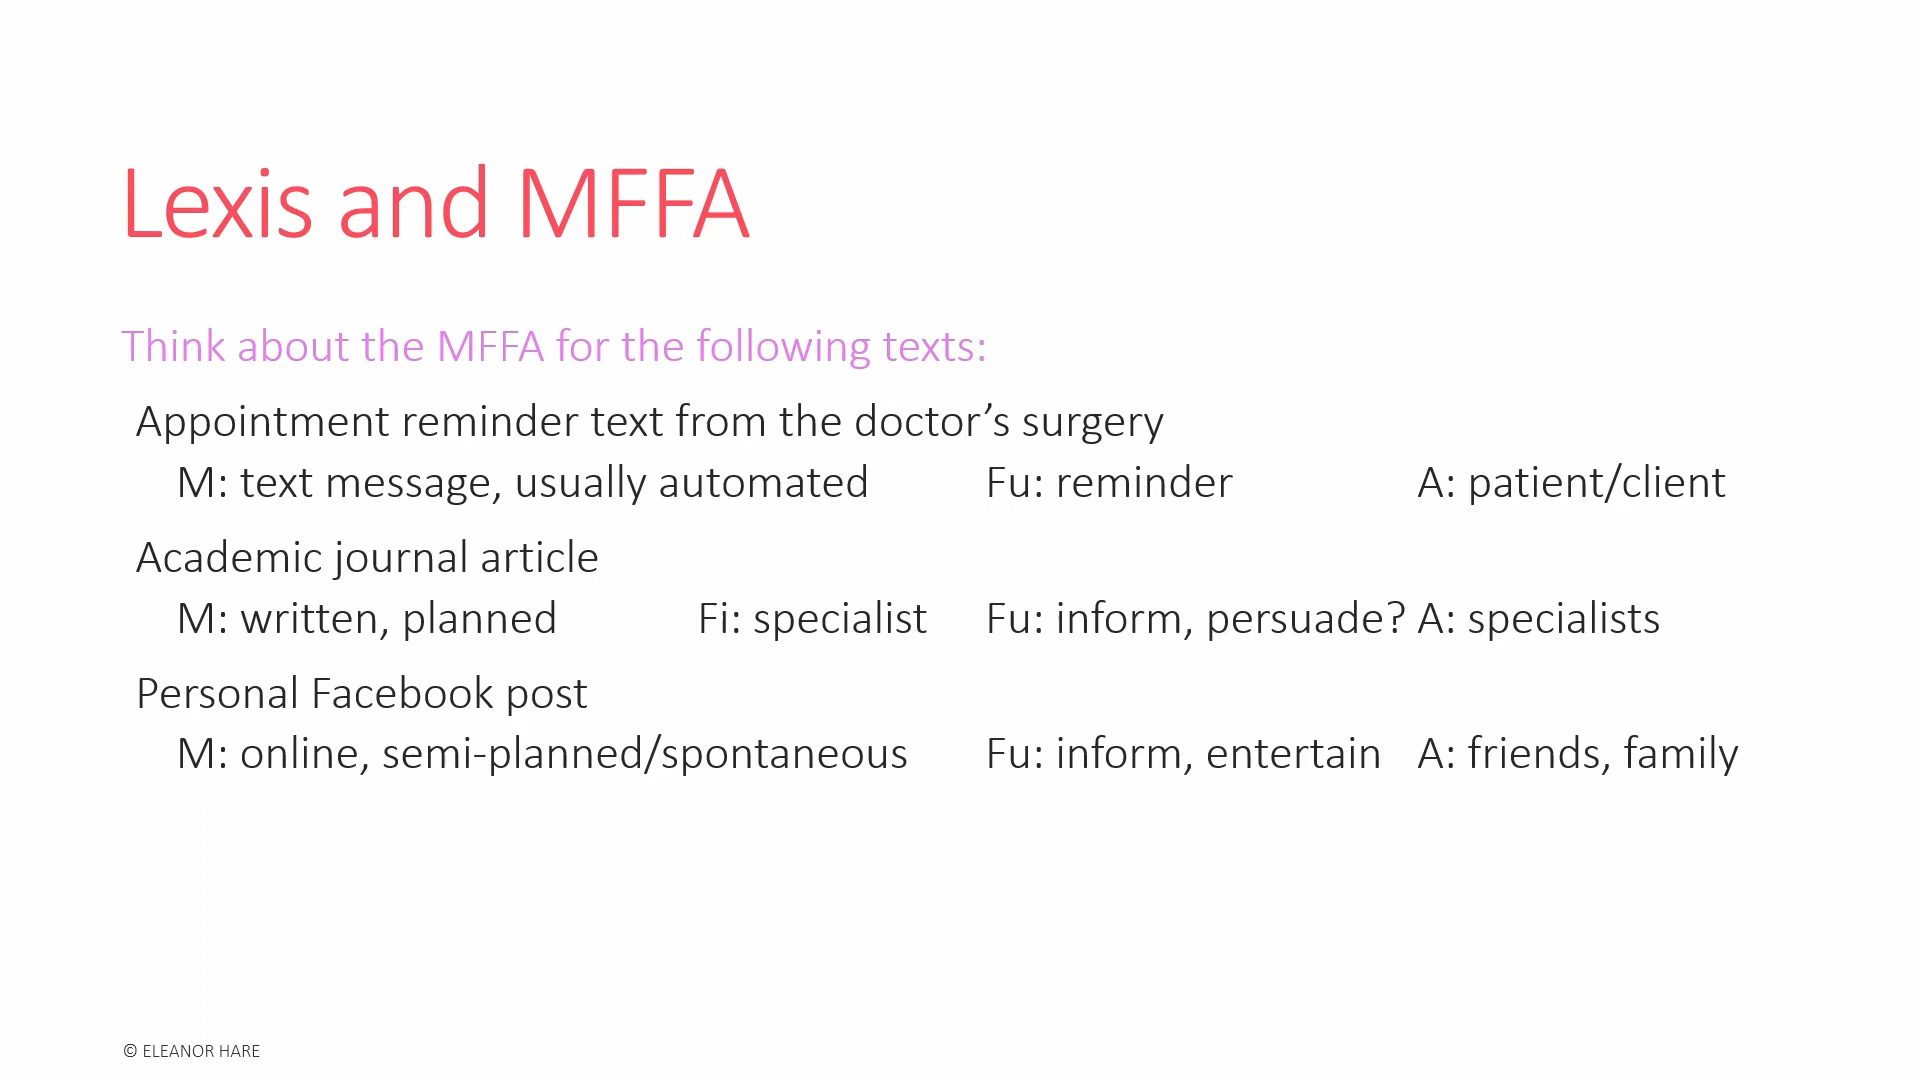 Lexis and MFFA
Think about the MFFA for the following texts:
Appointment reminder text from the doctor’s surgery
M: text message, usually automated Fu: reminder A: patient/client
Academic journal article
M: written, planned Fi: specialist Fu: inform, persuade? A: specialists
Personal Facebook post
M: online, semi-planned/spontaneous Fu: inform, entertain A: friends, family
© ELEANOR HARE